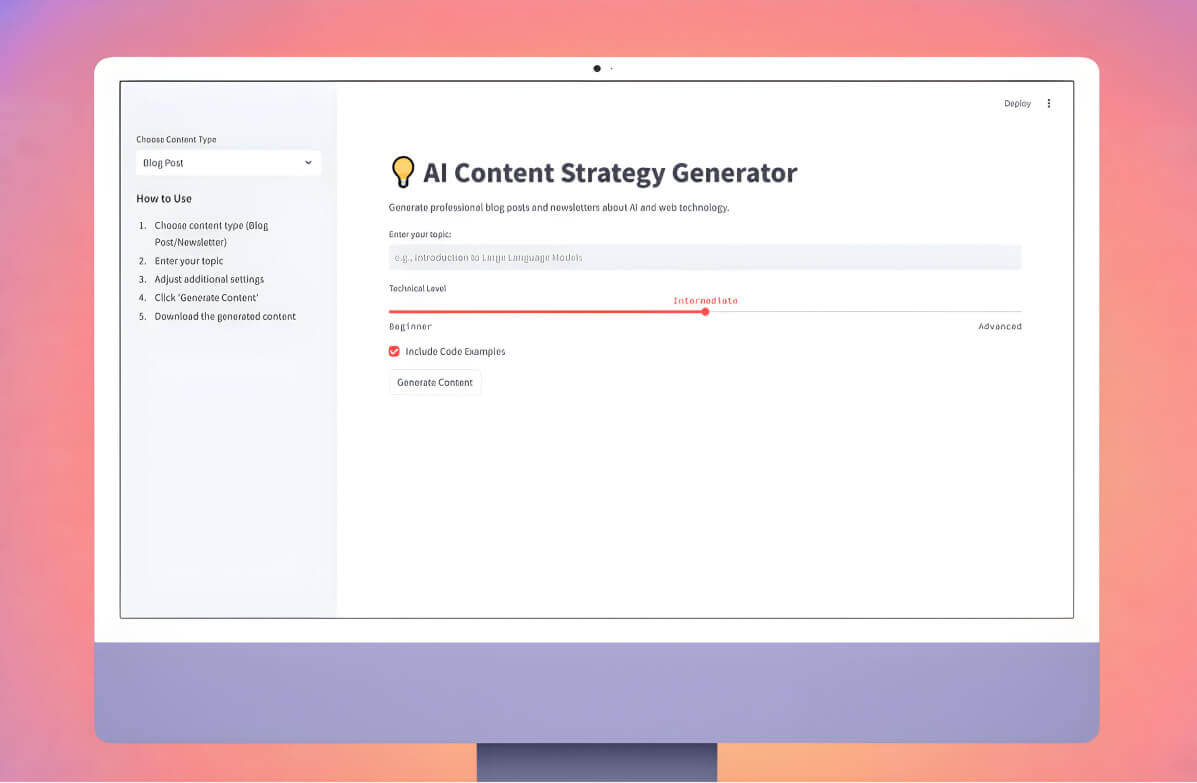 Deploy
Choose Content Type
Blog Post
How to Use
1. Choose content type (Blog
Post/Newsletter)
2. Enter your topic
3. Adjust additional settings
4. Click 'Generate Content'
5. Download the generated content
AI Content Strategy Generator
Generate professional blog posts and newsletters about AI and web technology.
Enter your topic:
e.g., Introduction to Large Language Models
Technical Level
Intermediate
Beginner
Advanced
Include Code Examples
Generate Content